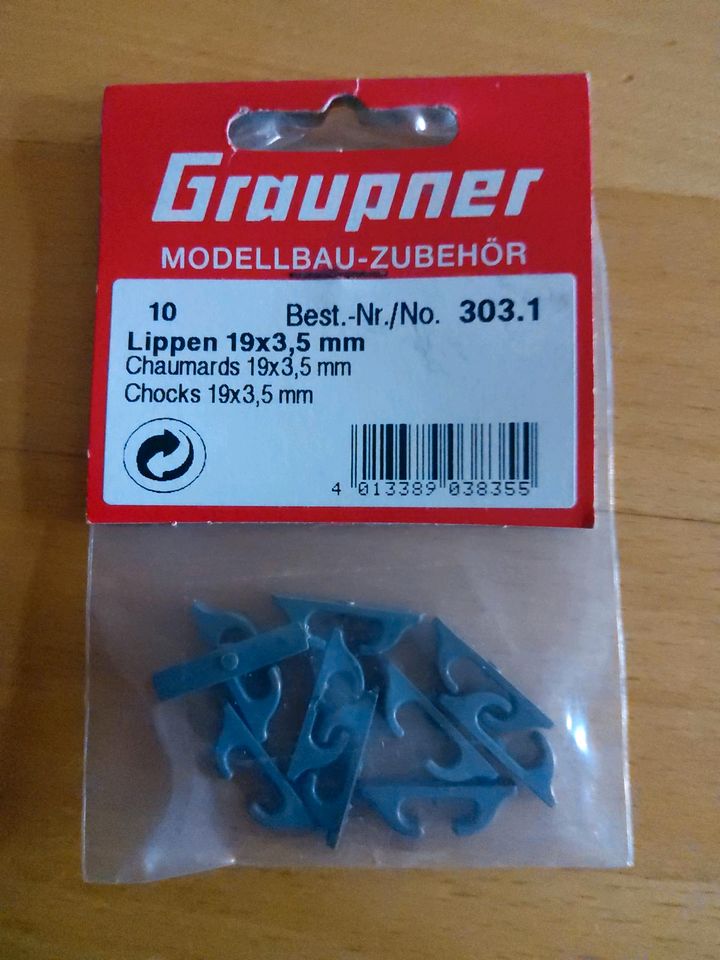 Graupner
MODELLBAU-ZUBEHÖR
10 Best.-Nr./No. 303.1
Lippen 19x3,5 mm
Chaumards 19x3,5 mm
Chocks 19x3,5 mm
4 013389 038355